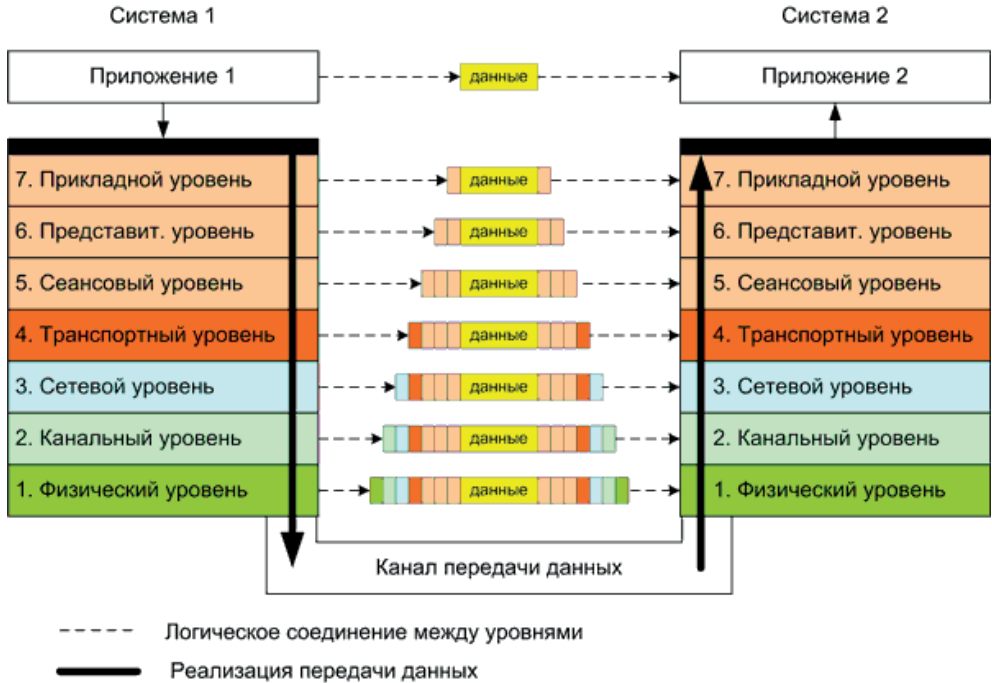 Система 1
Система 2
Приложение 1
данные
Приложение 2
7. Прикладной уровень
данные
7. Прикладной уровень
6. Представит. уровень
данные
6. Представит. уровень
5. Сеансовый уровень
данные
5. Сеансовый уровень
4. Транспортный уровень
данные
4. Транспортный уровень
3. Сетевой уровень
данные
3. Сетевой уровень
2. Канальный уровень
данные
2. Канальный уровень
1. Физический уровень
данные
1. Физический уровень
Канал передачи данных
Логическое соединение между уровнями
Реализация передачи данных